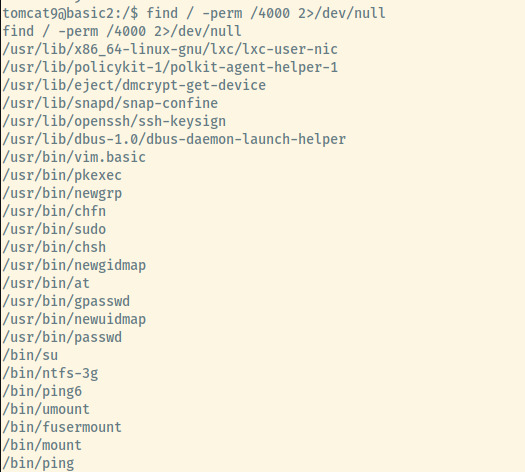 tomcat9@basic2:/$ find / -perm /4000 2>/dev/null
find / -perm /4000 2>/dev/null
/usr/lib/x86_64-linux-gnu/lxc/lxc-user-nic
/usr/lib/policykit-1/polkit-agent-helper-1
/usr/lib/eject/dmcrypt-get-device
/usr/lib/snapd/snap-confine
/usr/lib/openssh/ssh-keysign
/usr/lib/dbus-1.0/dbus-daemon-launch-helper
/usr/bin/vim.basic
/usr/bin/pkexec
/usr/bin/newgrp
/usr/bin/chfn
/usr/bin/sudo
/usr/bin/chsh
/usr/bin/newgidmap
/usr/bin/at
/usr/bin/gpasswd
/usr/bin/newuidmap
/usr/bin/passwd
/bin/su
/bin/ntfs-3g
/bin/ping6
/bin/umount
/bin/fusermount
/bin/mount
/bin/ping